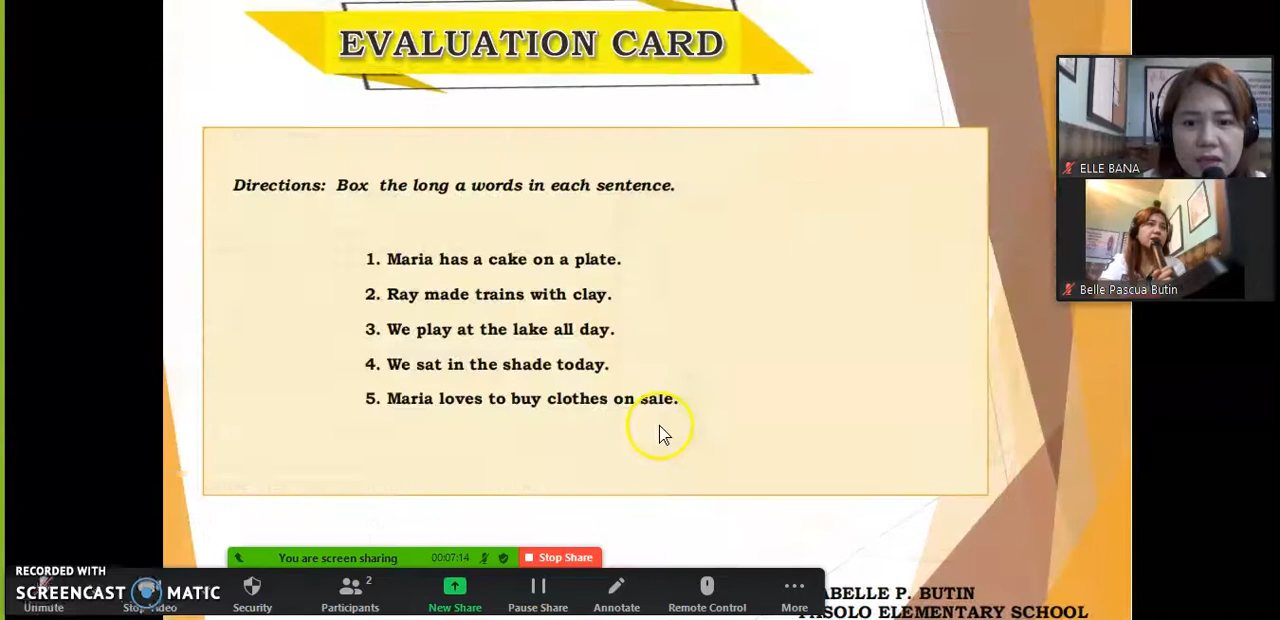 EVALUATION CARD
Directions: Box the long a words in each sentence.
1. Maria has a cake on a plate.
2. Ray made trains with clay.
3. We play at the lake all day.
4. We sat in the shade today.
5. Maria loves to buy clothes on sale.
ELLE BANA
Belle Pascua Butin
You are screen sharing 00:07:14 Stop Share
RECORDED WITH
SCREENCAST MATIC
2
Unmute Stop Video Security Participants New Share Pause Share Annotate Remote Control More
ABELLE P. BUTIN
PASOLO ELEMENTARY SCHOOL